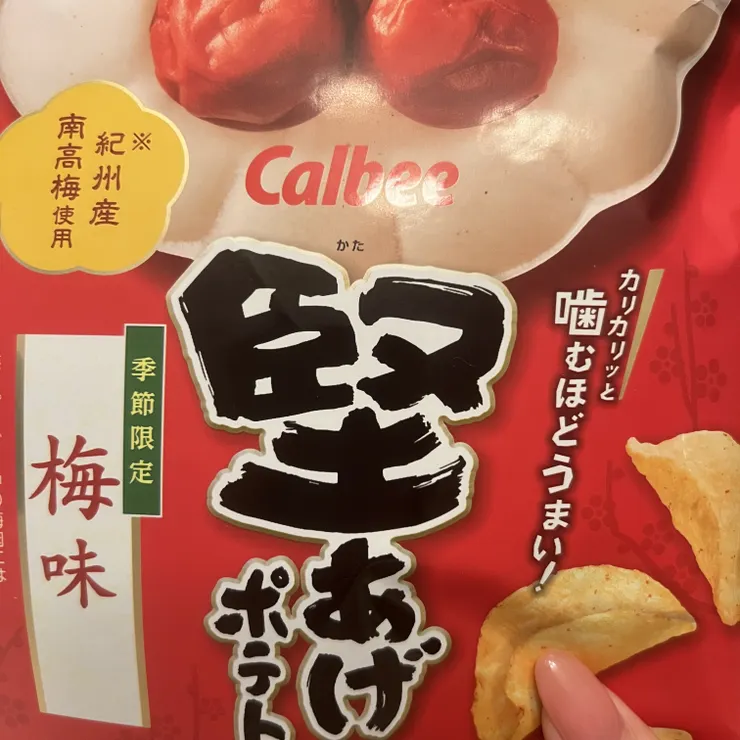 ※紀州産
南高梅使用
Calbee
かた
堅あげ
ポテト
カリカリッと
噛むほどうまい！
季節限定
梅味